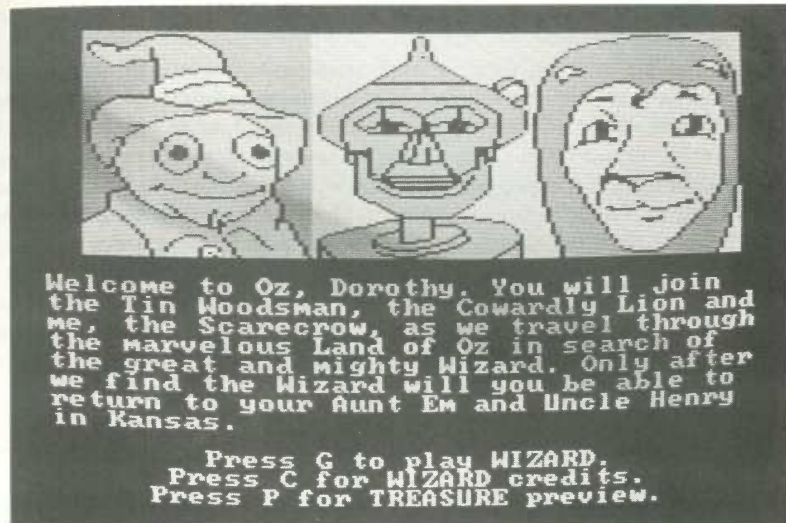 Welcome to Oz, Dorothy. You will join
the Tin Woodsman, the Cowardly Lion and
me, the Scarecrow, as we travel through
the marvelous Land of Oz in search of
the great and mighty Wizard. Only after
we find the Wizard will you be able to
return to your Aunt Em and Uncle Henry
in Kansas.
Press G to play WIZARD.
Press C for WIZARD credits.
Press P for TREASURE preview.